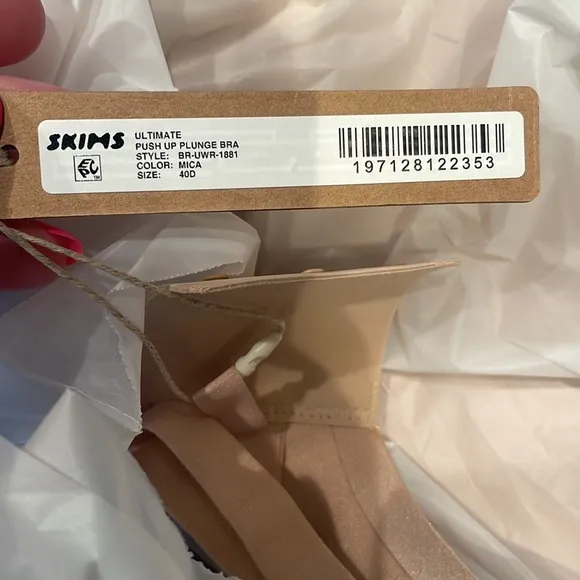 SKIMS
ULTIMATE
PUSH UP PLUNGE BRA
STYLE: BR-UWR-1881
COLOR: MICA
SIZE: 40D
197128122353